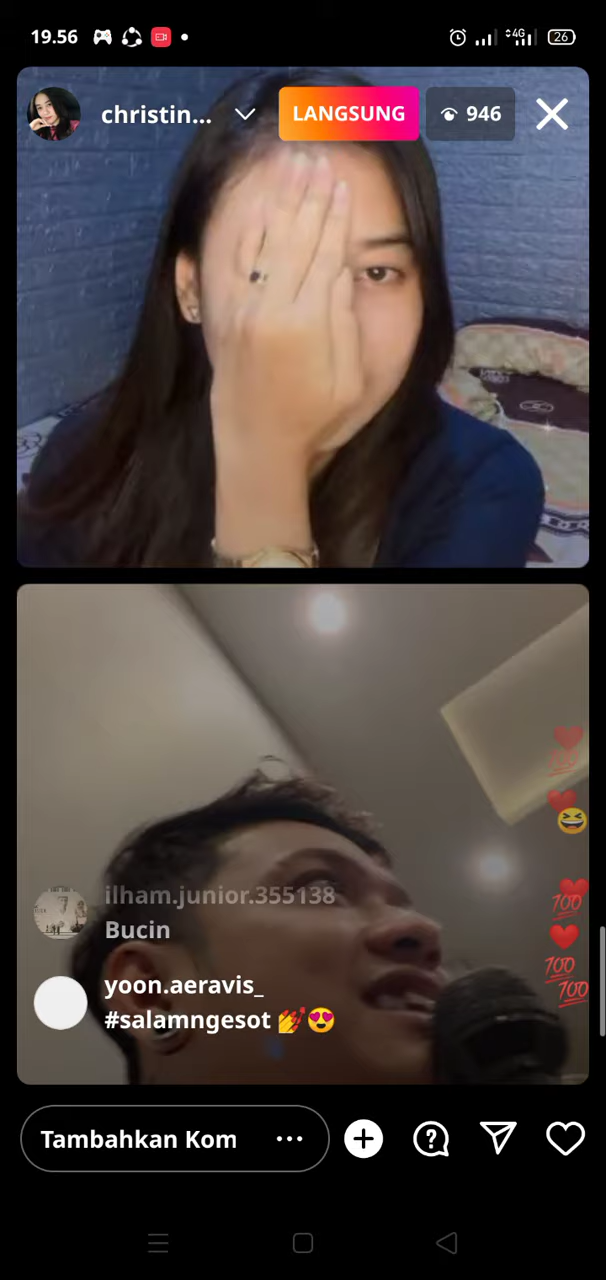 19.56
4G
26
christin...
LANGSUNG
946
ilham.junior.355138
Bucin
yoon.aeravis_
#salamngesot 💅😍
Tambahkan Kom